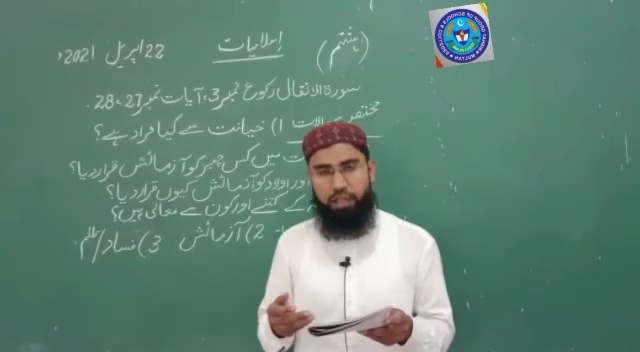 (ہشتم) اسلامیات 22 اپریل 2021ء
سورۃ الانفال رکوع نمبر 3، آیات نمبر 27، 28۔
مختصر سوالات 1) خیانت سے کیا مراد ہے؟
میں کس چیز کو آزمائش قرار دیا؟
اور اولاد کو آزمائش کیوں قرار دیا؟
کے کتنے اور کون سے معانی ہیں؟
2) آزمائش 3) فساد/ظلم۔